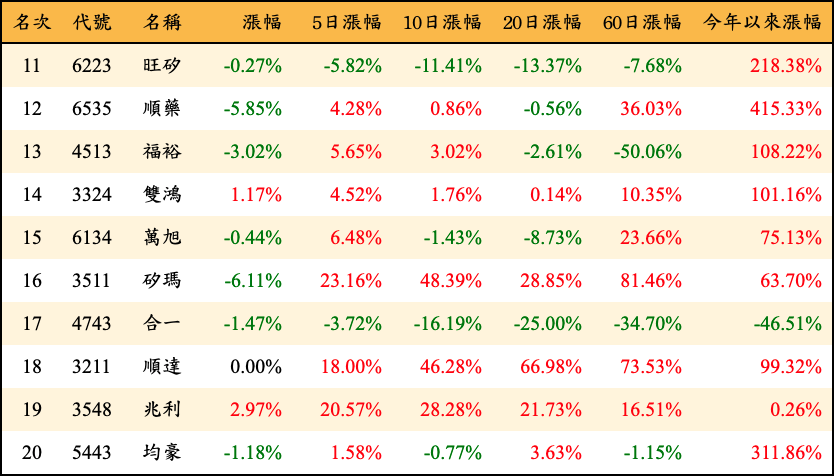 名次 代號 名稱 漲幅 5日漲幅 10日漲幅 20日漲幅 60日漲幅 今年以來漲幅
11 6223 旺矽 -0.27% -5.82% -11.41% -13.37% -7.68% 218.38%
12 6535 順藥 -5.85% 4.28% 0.86% -0.56% 36.03% 415.33%
13 4513 福裕 -3.02% 5.65% 3.02% -2.61% -50.06% 108.22%
14 3324 雙鴻 1.17% 4.52% 1.76% 0.14% 10.35% 101.16%
15 6134 萬旭 -0.44% 6.48% -1.43% -8.73% 23.66% 75.13%
16 3511 矽瑪 -6.11% 23.16% 48.39% 28.85% 81.46% 63.70%
17 4743 合一 -1.47% -3.72% -16.19% -25.00% -34.70% -46.51%
18 3211 順達 0.00% 18.00% 46.28% 66.98% 73.53% 99.32%
19 3548 兆利 2.97% 20.57% 28.28% 21.73% 16.51% 0.26%
20 5443 均豪 -1.18% 1.58% -0.77% 3.63% -1.15% 311.86%